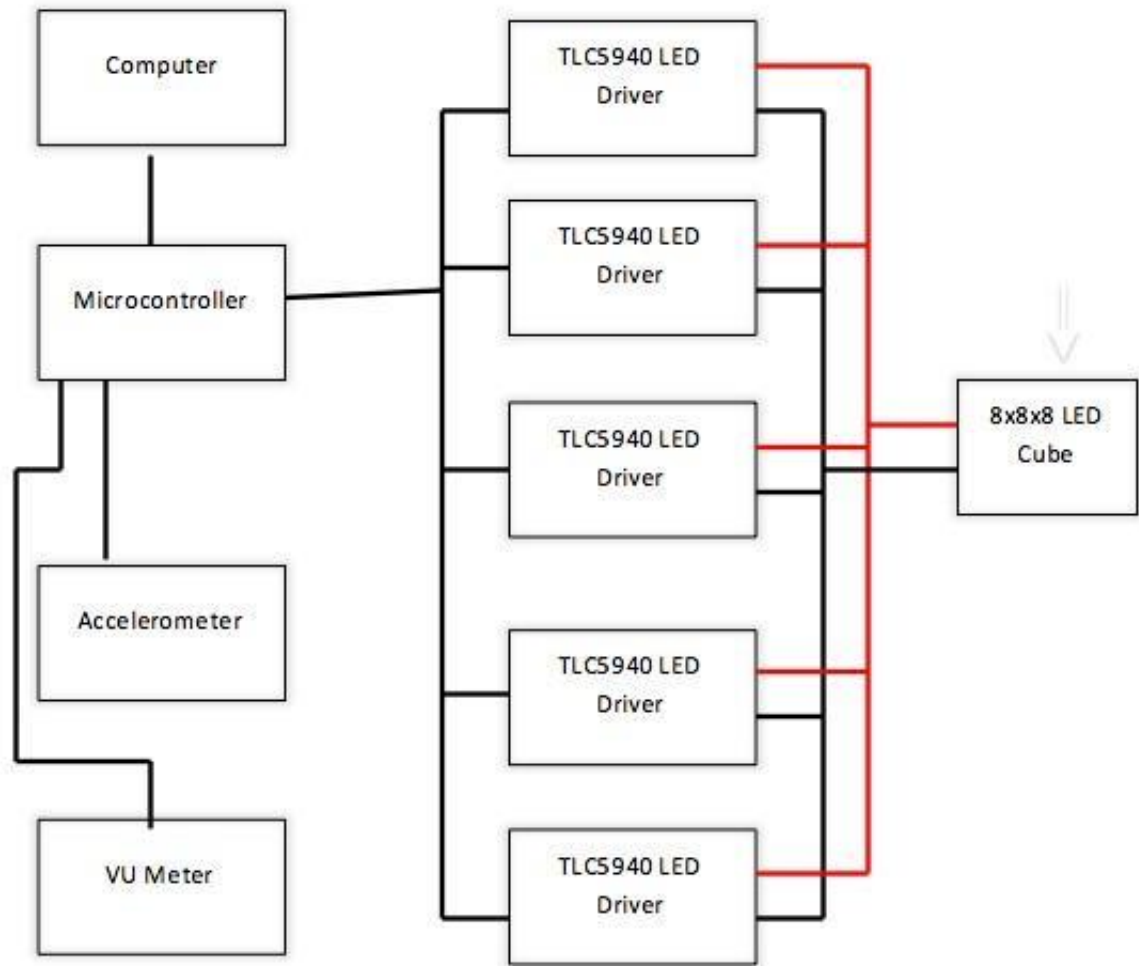 Computer
Microcontroller
Accelerometer
VU Meter
TLC5940 LED
Driver
TLC5940 LED
Driver
TLC5940 LED
Driver
TLC5940 LED
Driver
TLC5940 LED
Driver
8x8x8 LED
Cube